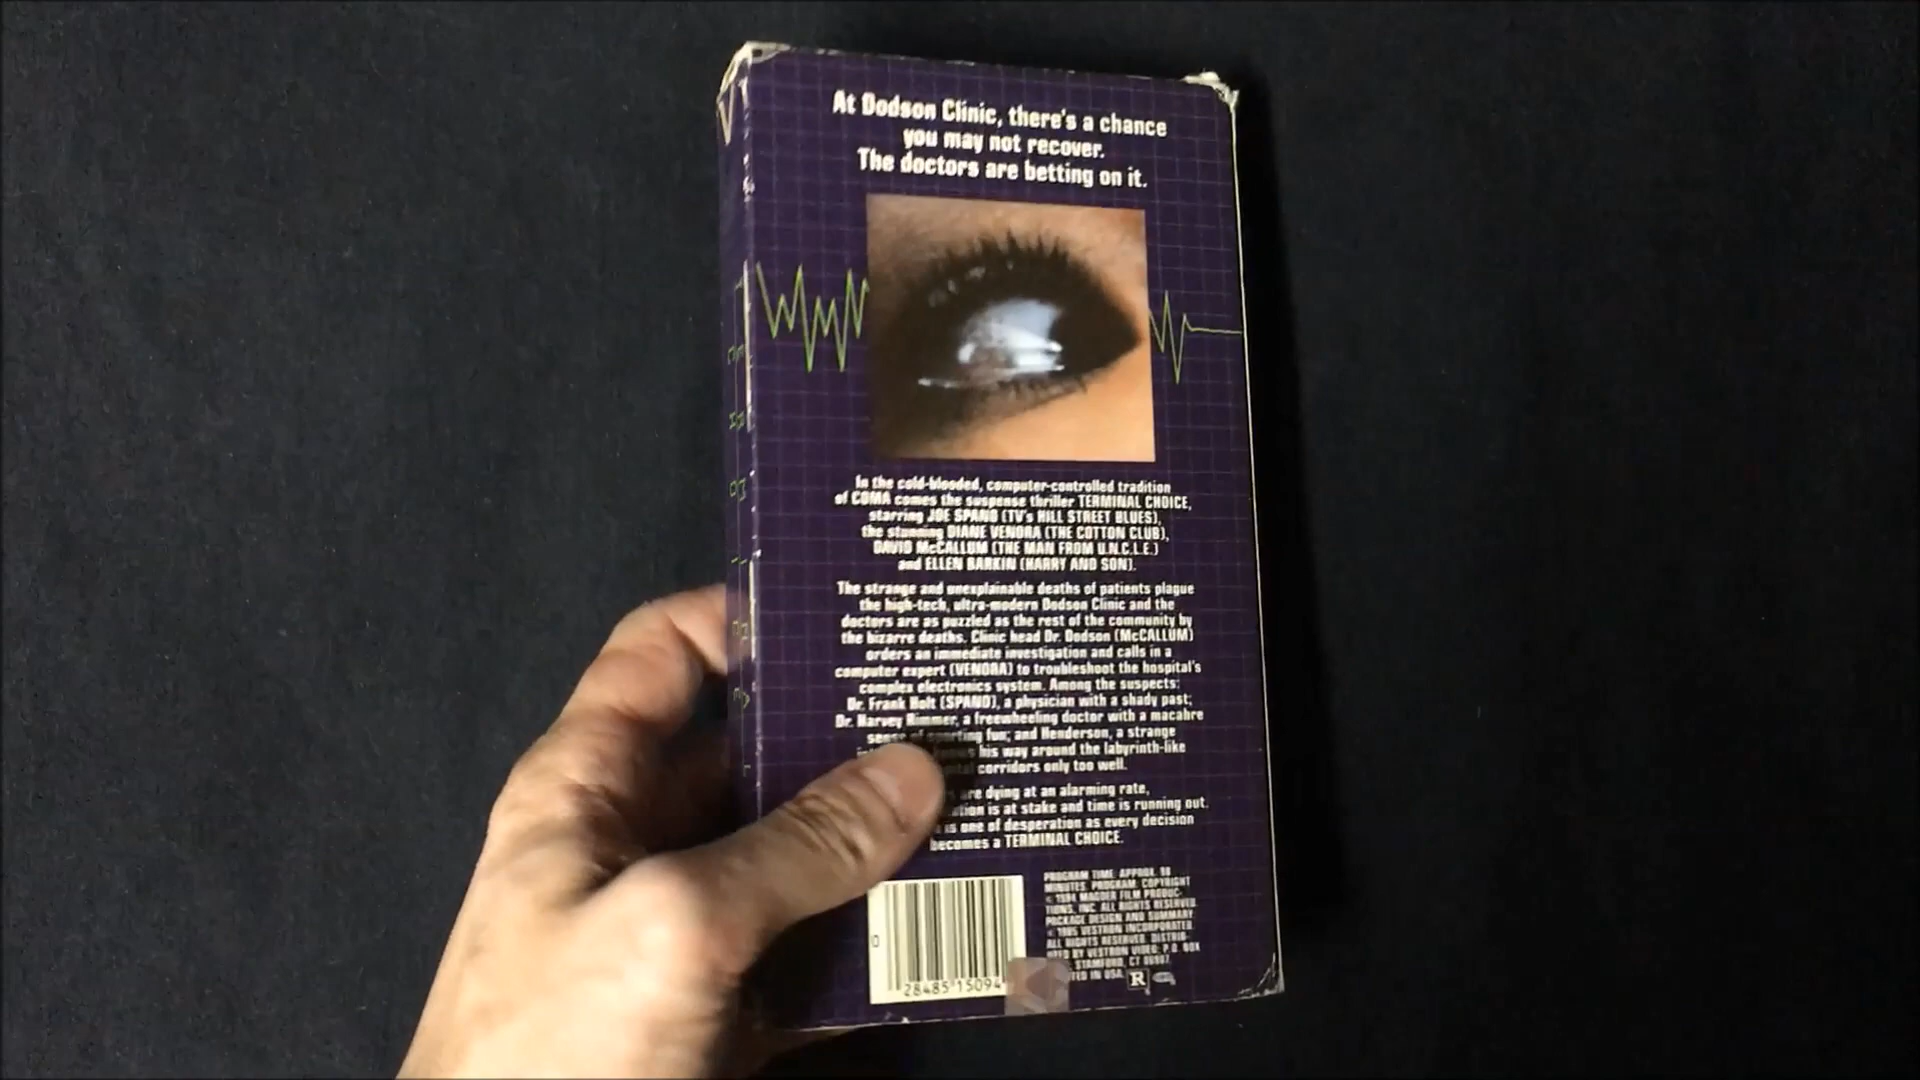 At Dodson Clinic, there's a chance
you may not recover.
The doctors are betting on it.
In the cold-blooded, computer-controlled tradition
of COMA comes the suspense thriller TERMINAL CHOICE,
starring JOE SPANO (TV's HILL STREET BLUES),
the stunning DIANE VENORA (THE COTTON CLUB),
DAVID McCALLUM (THE MAN FROM U.N.C.L.E.)
and ELLEN BARKIN (HARRY AND SON).
The strange and unexplainable deaths of patients plague
the high-tech, ultra-modern Dodson Clinic and the
doctors are as puzzled as the rest of the community by
the bizarre deaths. Clinic head Dr. Dodson (McCALLUM)
orders an immediate investigation and calls in a
computer expert (VENORA) to troubleshoot the hospital's
complex electronics system. Among the suspects:
Dr. Frank Holt (SPANO), a physician with a shady past;
Dr. Harvey Rimmer, a freewheeling doctor with a macabre
sense of sporting fun; and Henderson, a strange
his way around the labyrinth-like
corridors only too well.
are dying at an alarming rate,
is at stake and time is running out.
is one of desperation as every decision
becomes a TERMINAL CHOICE.
PROGRAM TIME: APPROX. 98
MINUTES. PROGRAM: COPYRIGHT
© 1984 MAGDER FILM PRODUC-
TIONS, INC. ALL RIGHTS RESERVED.
PACKAGE DESIGN AND SUMMARY
© 1985 VESTRON INCORPORATED.
ALL RIGHTS RESERVED. DISTRIB-
UTED BY VESTRON VIDEO, P.O. BOX
STAMFORD, CT 06907.
IN USA. R
0 28485 15094